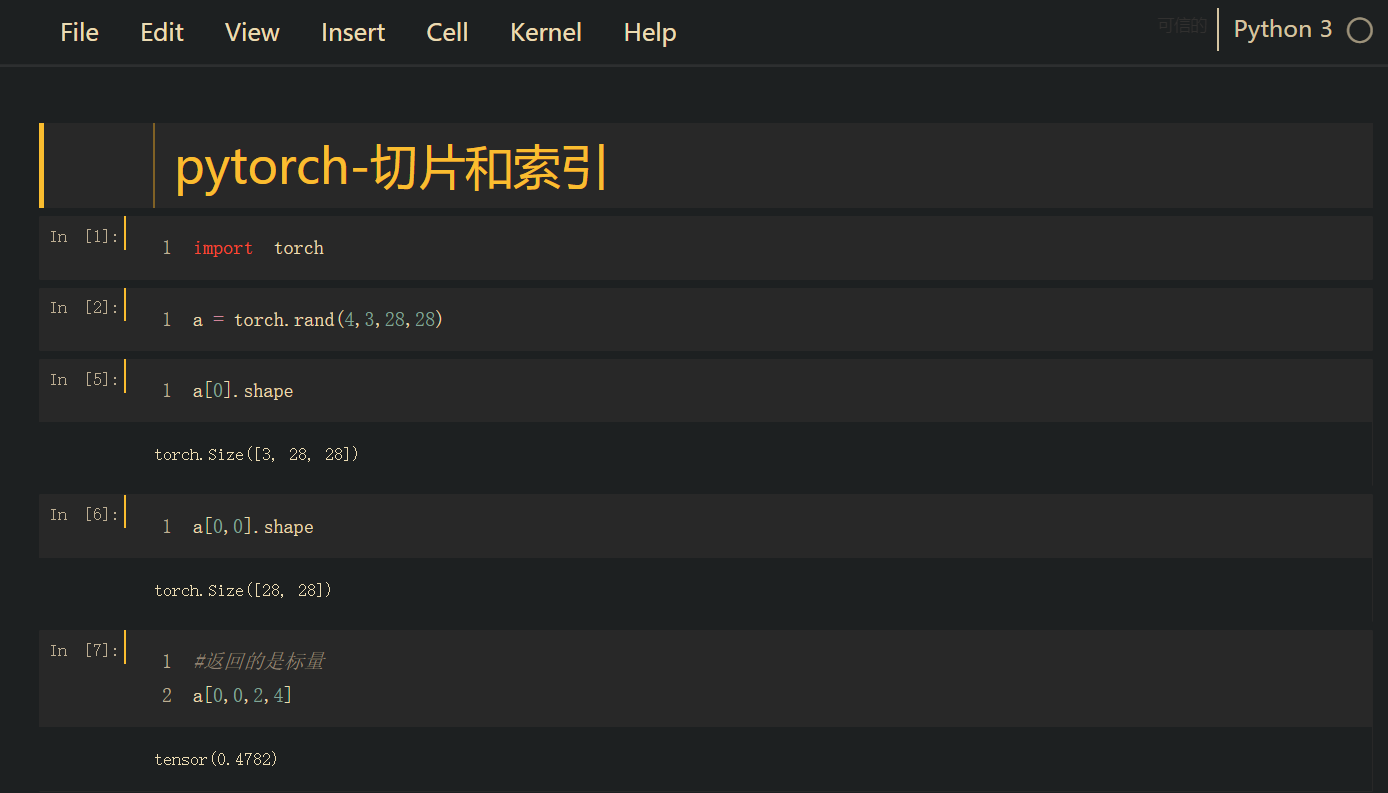 File Edit View Insert Cell Kernel Help 可信的 Python 3
pytorch-切片和索引
In [1]: 1 import torch
In [2]: 1 a = torch.rand(4,3,28,28)
In [5]: 1 a[0].shape
torch.Size([3, 28, 28])
In [6]: 1 a[0,0].shape
torch.Size([28, 28])
In [7]: 1 #返回的是标量
2 a[0,0,2,4]
tensor(0.4782)